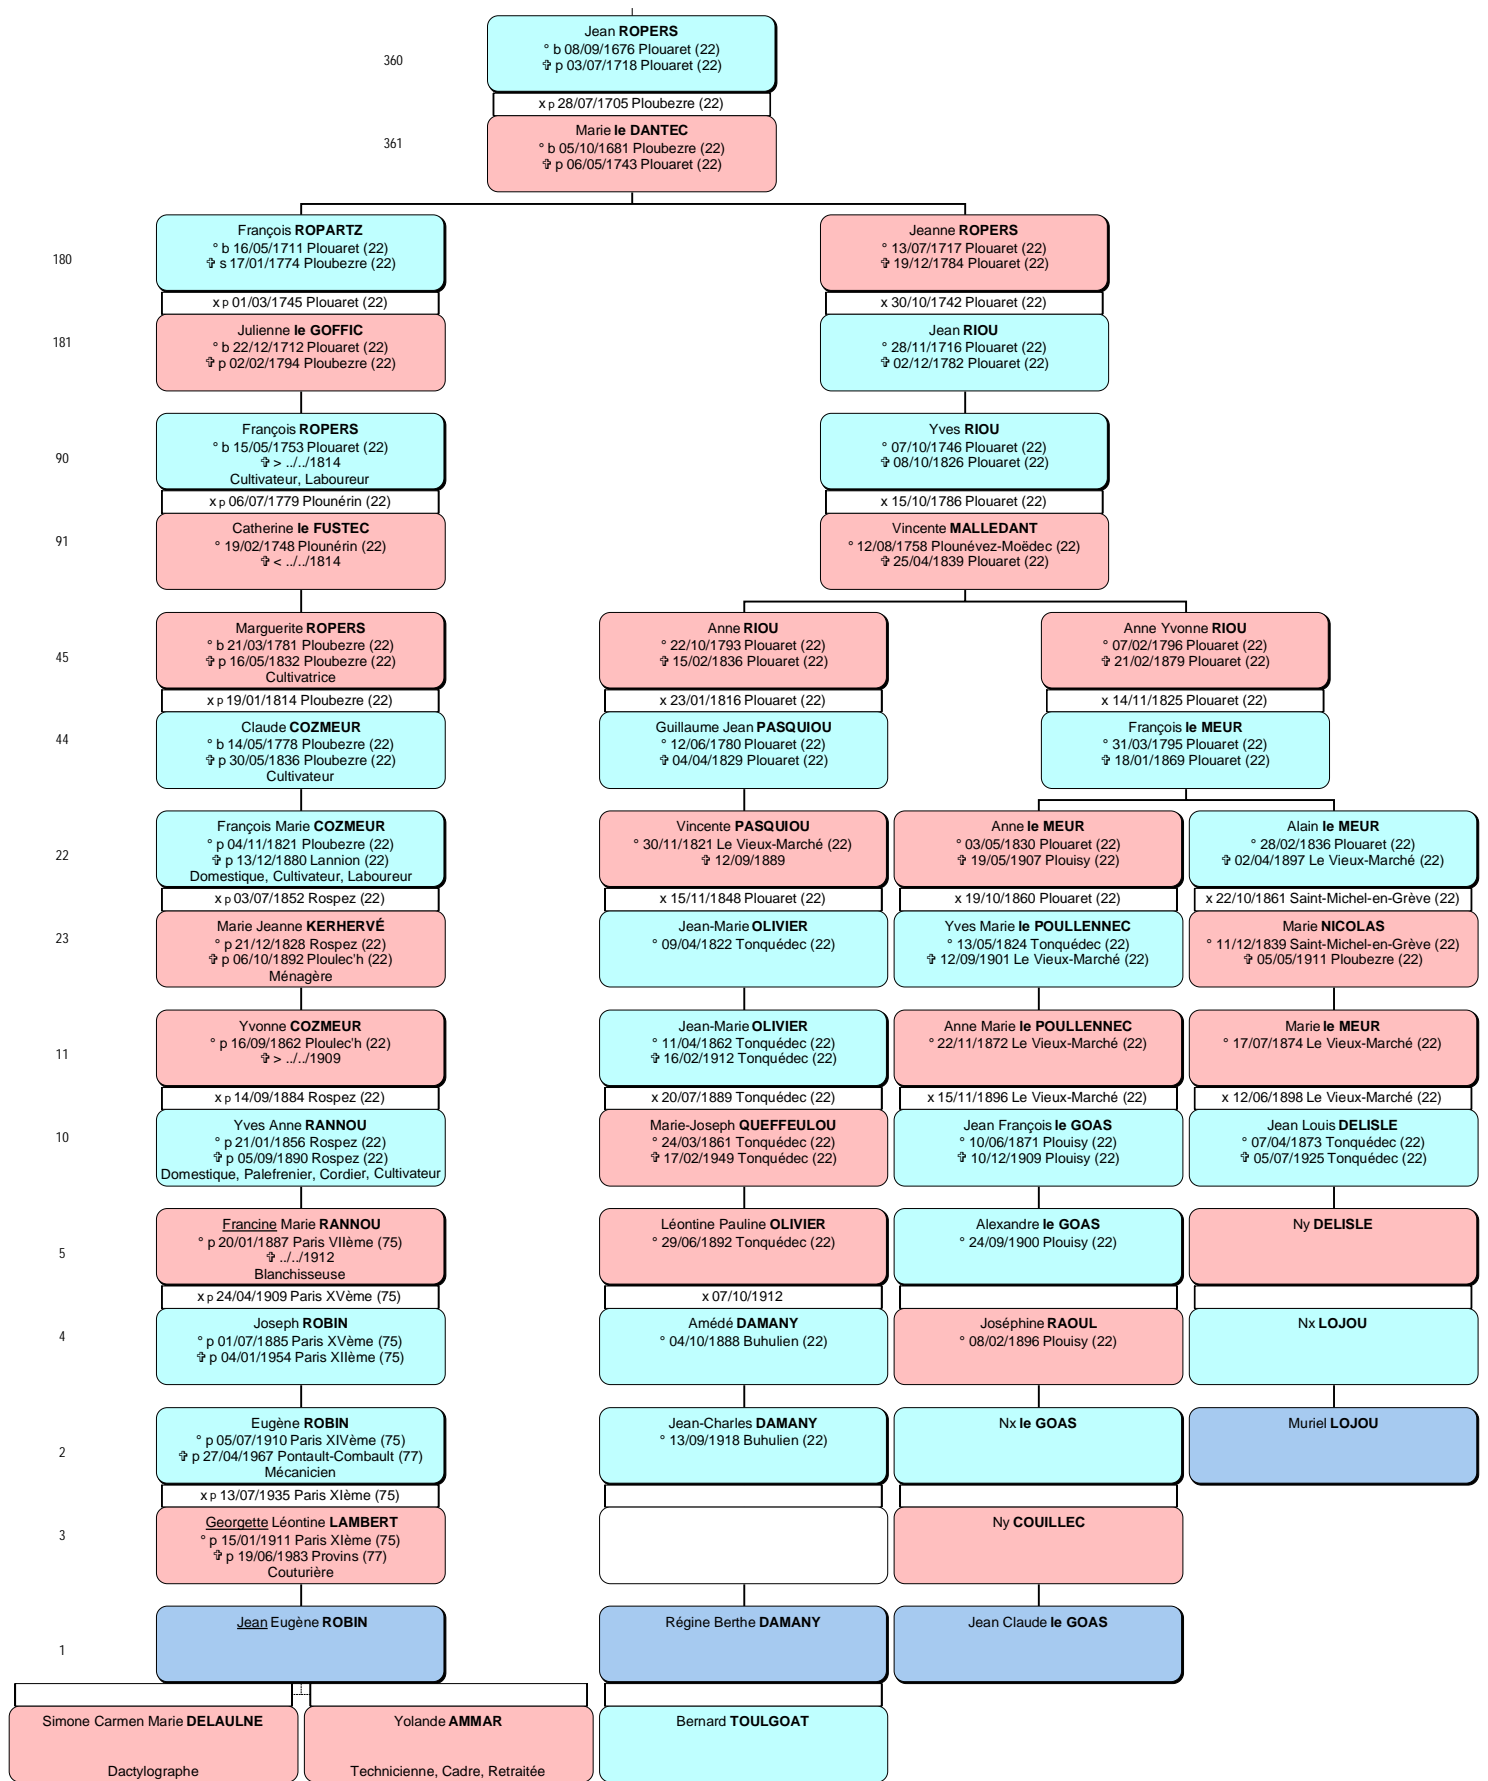 Jean ROPERS
° b 08/09/1676 Plouaret (22)
✞ p 03/07/1718 Plouaret (22)
360
x p 28/07/1705 Ploubezre (22)
Marie le DANTEC
° b 05/10/1681 Ploubezre (22)
✞ p 06/05/1743 Plouaret (22)
361
François ROPARTZ
° b 16/05/1711 Plouaret (22)
✞ s 17/01/1774 Ploubezre (22)
180
x p 01/03/1745 Plouaret (22)
Julienne le GOFFIC
° b 22/12/1712 Plouaret (22)
✞ p 02/02/1794 Ploubezre (22)
181
Jeanne ROPERS
° 13/07/1717 Plouaret (22)
✞ 19/12/1784 Plouaret (22)
x 30/10/1742 Plouaret (22)
Jean RIOU
° 28/11/1716 Plouaret (22)
✞ 02/12/1782 Plouaret (22)
François ROPERS
° b 15/05/1753 Plouaret (22)
✞ > ../../1814
Cultivateur, Laboureur
90
x p 06/07/1779 Plounérin (22)
Catherine le FUSTEC
° 19/02/1748 Plounérin (22)
✞ < ../../1814
91
Yves RIOU
° 07/10/1746 Plouaret (22)
✞ 08/10/1826 Plouaret (22)
x 15/10/1786 Plouaret (22)
Vincente MALLEDANT
° 12/08/1758 Plounévez-Moëdec (22)
✞ 25/04/1839 Plouaret (22)
Marguerite ROPERS
° b 21/03/1781 Ploubezre (22)
✞ p 16/05/1832 Ploubezre (22)
Cultivatrice
45
x p 19/01/1814 Ploubezre (22)
Claude COZMEUR
° b 14/05/1778 Ploubezre (22)
✞ p 30/05/1836 Ploubezre (22)
Cultivateur
44
Anne RIOU
° 22/10/1793 Plouaret (22)
✞ 15/02/1836 Plouaret (22)
x 23/01/1816 Plouaret (22)
Guillaume Jean PASQUIOU
° 12/06/1780 Plouaret (22)
✞ 04/04/1829 Plouaret (22)
Anne Yvonne RIOU
° 07/02/1796 Plouaret (22)
✞ 21/02/1879 Plouaret (22)
x 14/11/1825 Plouaret (22)
François le MEUR
° 31/03/1795 Plouaret (22)
✞ 18/01/1869 Plouaret (22)
François Marie COZMEUR
° p 04/11/1821 Ploubezre (22)
✞ p 13/12/1880 Lannion (22)
Domestique, Cultivateur, Laboureur
22
x p 03/07/1852 Rospez (22)
Marie Jeanne KERHERVÉ
° p 21/12/1828 Rospez (22)
✞ p 06/10/1892 Ploulec'h (22)
Ménagère
23
Vincente PASQUIOU
° 30/11/1821 Le Vieux-Marché (22)
✞ 12/09/1889
x 15/11/1848 Plouaret (22)
Jean-Marie OLIVIER
° 09/04/1822 Tonquédec (22)
Anne le MEUR
° 03/05/1830 Plouaret (22)
✞ 19/05/1907 Plouisy (22)
x 19/10/1860 Plouaret (22)
Yves Marie le POULLENNEC
° 13/05/1824 Tonquédec (22)
✞ 12/09/1901 Le Vieux-Marché (22)
Alain le MEUR
° 28/02/1836 Plouaret (22)
✞ 02/04/1897 Le Vieux-Marché (22)
x 22/10/1861 Saint-Michel-en-Grève (22)
Marie NICOLAS
° 11/12/1839 Saint-Michel-en-Grève (22)
✞ 05/05/1911 Ploubezre (22)
Yvonne COZMEUR
° p 16/09/1862 Ploulec'h (22)
✞ > ../../1909
11
x p 14/09/1884 Rospez (22)
Yves Anne RANNOU
° p 21/01/1856 Rospez (22)
✞ p 05/09/1890 Rospez (22)
Domestique, Palefrenier, Cordier, Cultivateur
10
Jean-Marie OLIVIER
° 11/04/1862 Tonquédec (22)
✞ 16/02/1912 Tonquédec (22)
x 20/07/1889 Tonquédec (22)
Marie-Joseph QUEFFEULOU
° 24/03/1861 Tonquédec (22)
✞ 17/02/1949 Tonquédec (22)
Anne Marie le POULLENNEC
° 22/11/1872 Le Vieux-Marché (22)
x 15/11/1896 Le Vieux-Marché (22)
Jean François le GOAS
° 10/06/1871 Plouisy (22)
✞ 10/12/1909 Plouisy (22)
Marie le MEUR
° 17/07/1874 Le Vieux-Marché (22)
x 12/06/1898 Le Vieux-Marché (22)
Jean Louis DELISLE
° 07/04/1873 Tonquédec (22)
✞ 05/07/1925 Tonquédec (22)
Francine Marie RANNOU
° p 20/01/1887 Paris VIIème (75)
✞ ../../1912
Blanchisseuse
5
x p 24/04/1909 Paris XVème (75)
Joseph ROBIN
° p 01/07/1885 Paris XVème (75)
✞ p 04/01/1954 Paris XIIème (75)
4
Léontine Pauline OLIVIER
° 29/06/1892 Tonquédec (22)
x 07/10/1912
Amédé DAMANY
° 04/10/1888 Buhulien (22)
Alexandre le GOAS
° 24/09/1900 Plouisy (22)
Joséphine RAOUL
° 08/02/1896 Plouisy (22)
Ny DELISLE
Nx LOJOU
Eugène ROBIN
° p 05/07/1910 Paris XIVème (75)
✞ p 27/04/1967 Pontault-Combault (77)
Mécanicien
2
x p 13/07/1935 Paris XIème (75)
Georgette Léontine LAMBERT
° p 15/01/1911 Paris XIème (75)
✞ p 19/06/1983 Provins (77)
Couturière
3
Jean-Charles DAMANY
° 13/09/1918 Buhulien (22)
Nx le GOAS
Ny COUILLEC
Muriel LOJOU
Jean Eugène ROBIN
1
Régine Berthe DAMANY
Jean Claude le GOAS
Simone Carmen Marie DELAULNE
Dactylographe
Yolande AMMAR
Technicienne, Cadre, Retraitée
Bernard TOULGOAT